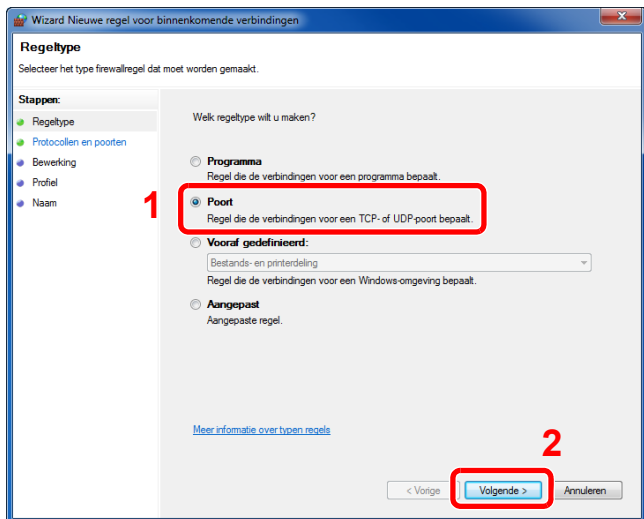 Wizard Nieuwe regel voor binnenkomende verbindingen
Regeltype
Selecteer het type firewallregel dat moet worden gemaakt.
Stappen:
Regeltype
Protocollen en poorten
Bewerking
Profiel
Naam
Welk regeltype wilt u maken?
Programma
Regel die de verbindingen voor een programma bepaalt.
1
Poort
Regel die de verbindingen voor een TCP- of UDP-poort bepaalt.
Vooraf gedefinieerd:
Bestands- en printerdeling
Regel die de verbindingen voor een Windows-omgeving bepaalt.
Aangepast
Aangepaste regel.
Meer informatie over typen regels
2
< Vorige
Volgende >
Annuleren